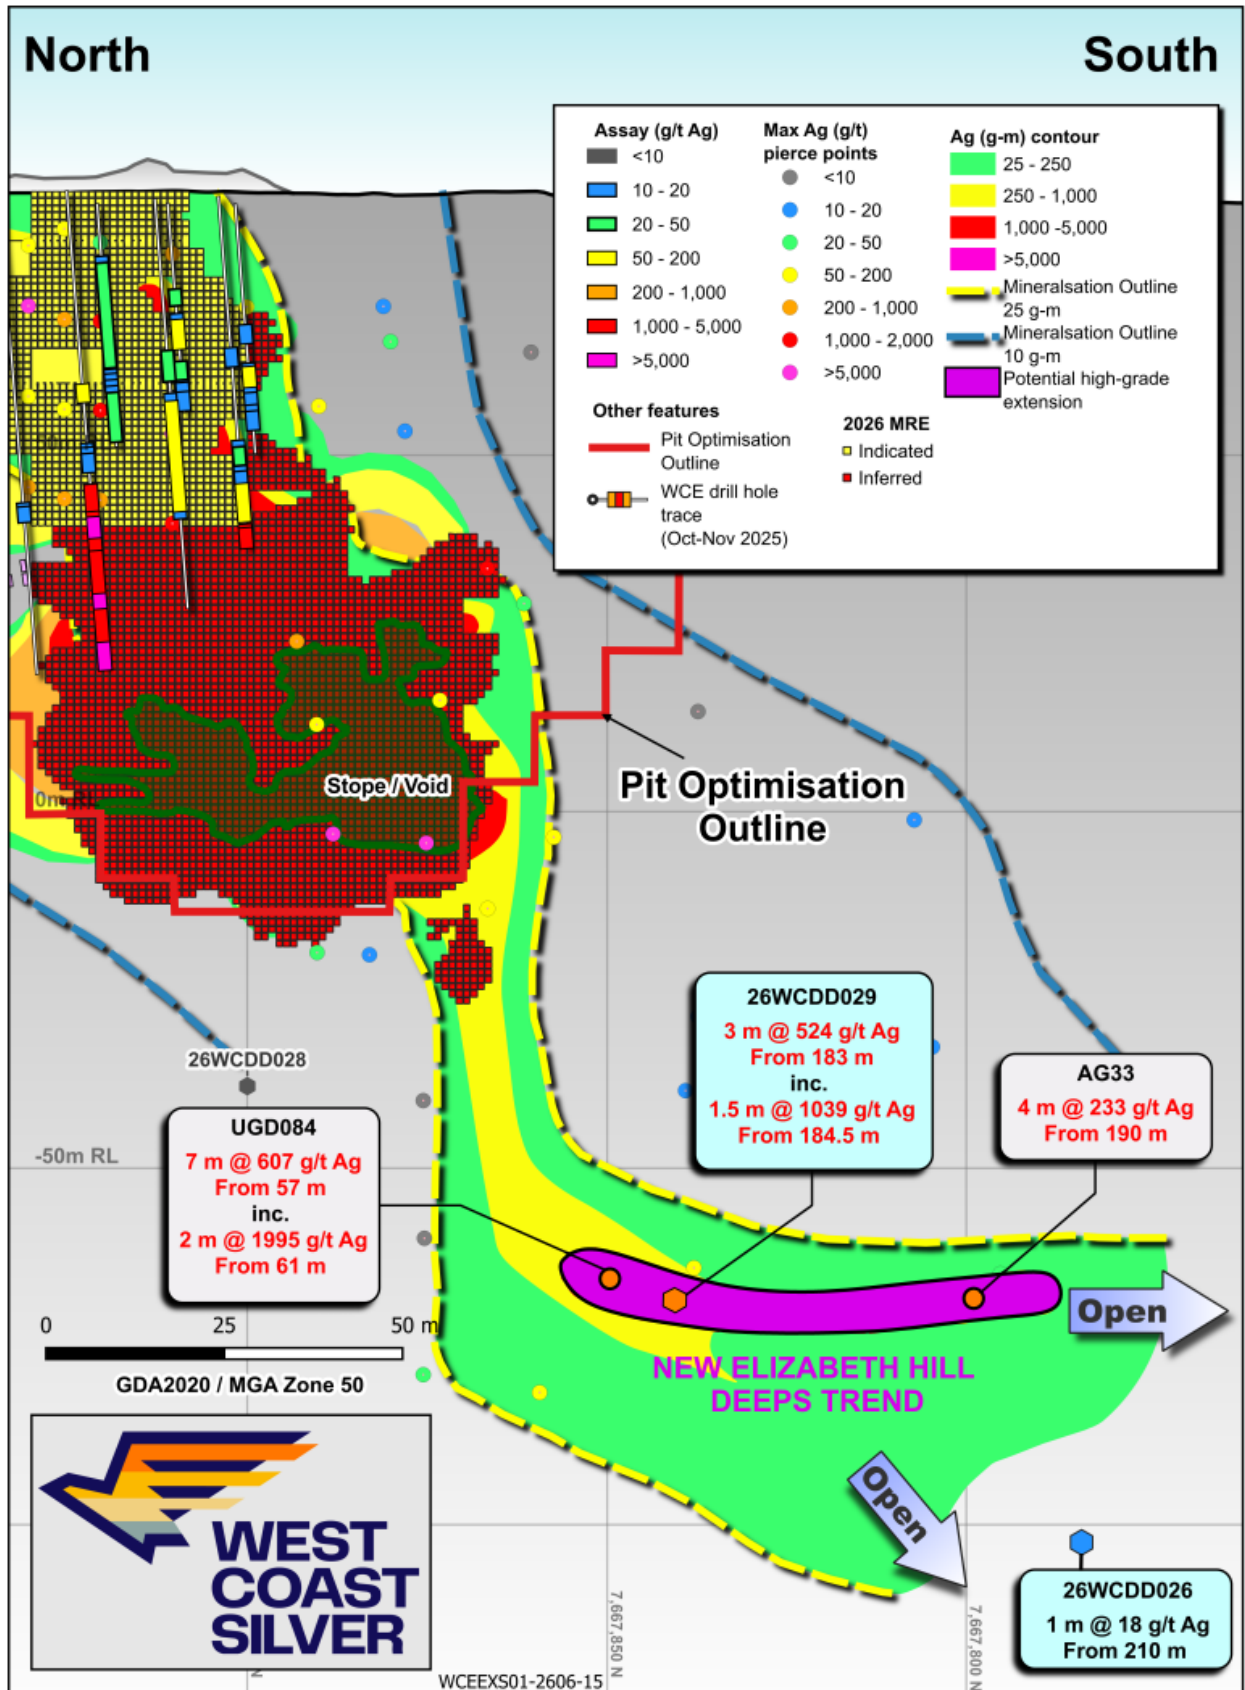 North
South
Assay (g/t Ag)
<10
10 - 20
20 - 50
50 - 200
200 - 1,000
1,000 - 5,000
>5,000
Max Ag (g/t)
pierce points
<10
10 - 20
20 - 50
50 - 200
200 - 1,000
1,000 - 2,000
>5,000
Ag (g-m) contour
25 - 250
250 - 1,000
1,000 -5,000
>5,000
Mineralsation Outline
25 g-m
Mineralsation Outline
10 g-m
Potential high-grade
extension
Other features
Pit Optimisation
Outline
WCE drill hole
trace
(Oct-Nov 2025)
2026 MRE
Indicated
Inferred
Stope / Void
0m RL
Pit Optimisation
Outline
26WCDD028
26WCDD029
3 m @ 524 g/t Ag
From 183 m
inc.
1.5 m @ 1039 g/t Ag
From 184.5 m
AG33
4 m @ 233 g/t Ag
From 190 m
UGD084
7 m @ 607 g/t Ag
From 57 m
inc.
2 m @ 1995 g/t Ag
From 61 m
-50m RL
Open
NEW ELIZABETH HILL
DEEPS TREND
Open
0 25 50 m
GDA2020 / MGA Zone 50
WEST
COAST
SILVER
26WCDD026
1 m @ 18 g/t Ag
From 210 m
7,667,850 N
7,667,800 N
WCEEXS01-2606-15